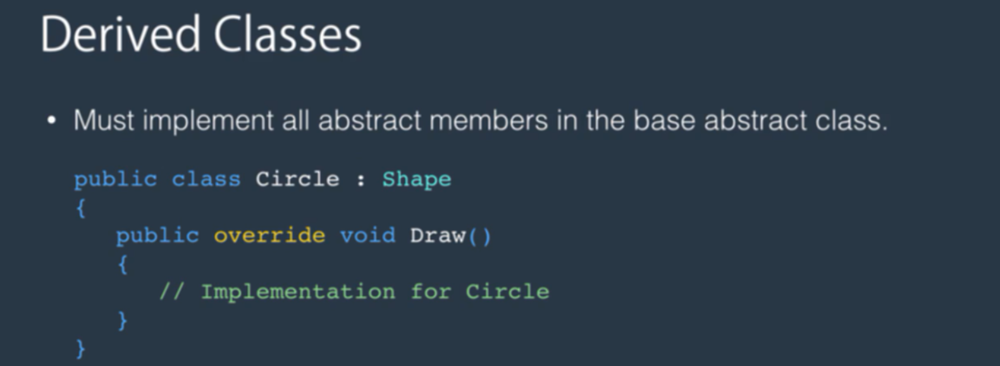 Derived Classes
• Must implement all abstract members in the base abstract class.
public class Circle : Shape
{
   public override void Draw()
   {
      // Implementation for Circle
   }
}